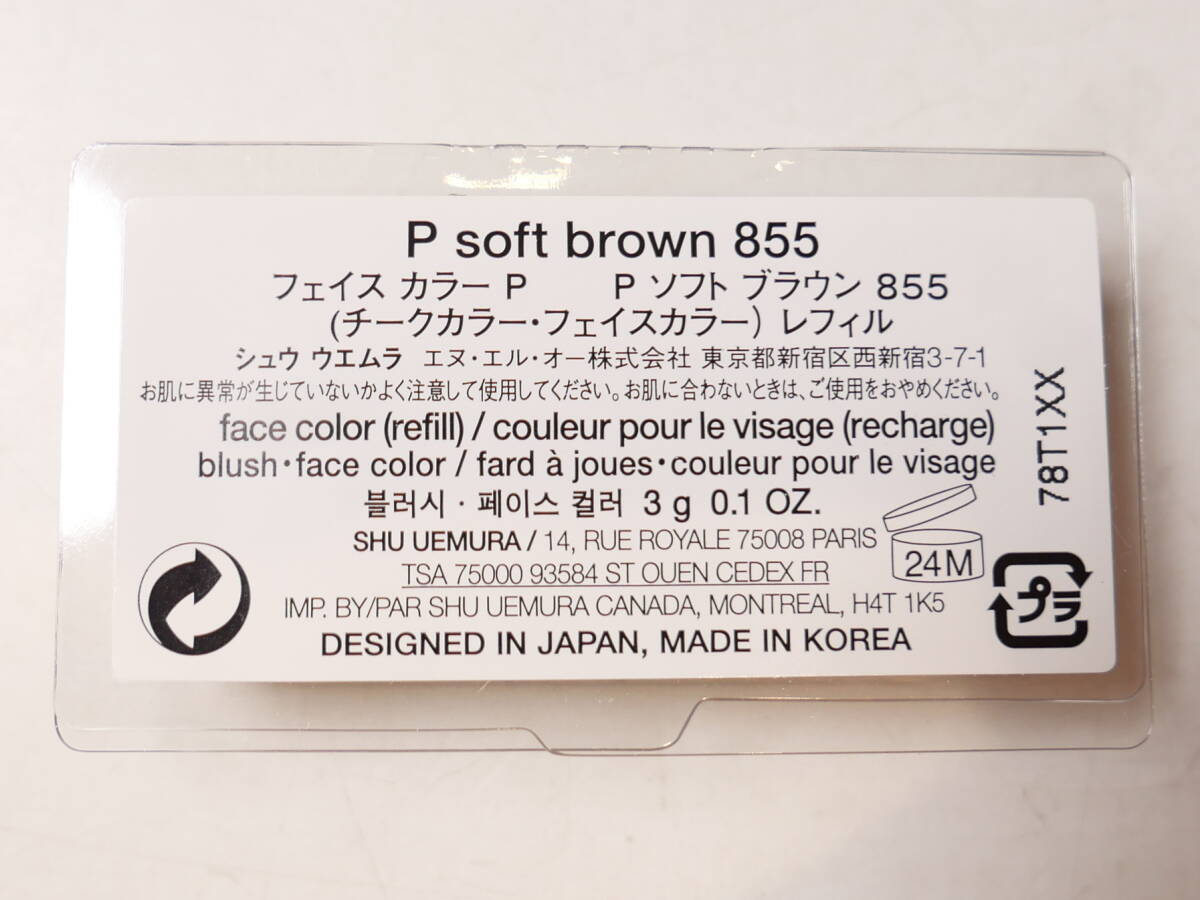 P soft brown 855
フェイス カラー P　　P ソフト ブラウン 855
(チークカラー・フェイスカラー) レフィル
シュウ ウエムラ エヌ・エル・オー株式会社 東京都新宿区西新宿3-7-1
お肌に異常が生じていないかよく注意して使用してください。お肌に合わないときは、ご使用をおやめください。
face color (refill) / couleur pour le visage (recharge)
blush・face color / fard à joues・couleur pour le visage
블러시・페이스 컬러 3 g 0.1 OZ.
SHU UEMURA / 14, RUE ROYALE 75008 PARIS
TSA 75000 93584 ST OUEN CEDEX FR
IMP. BY/PAR SHU UEMURA CANADA, MONTREAL, H4T 1K5
DESIGNED IN JAPAN, MADE IN KOREA
24M
プラ
78T1XX